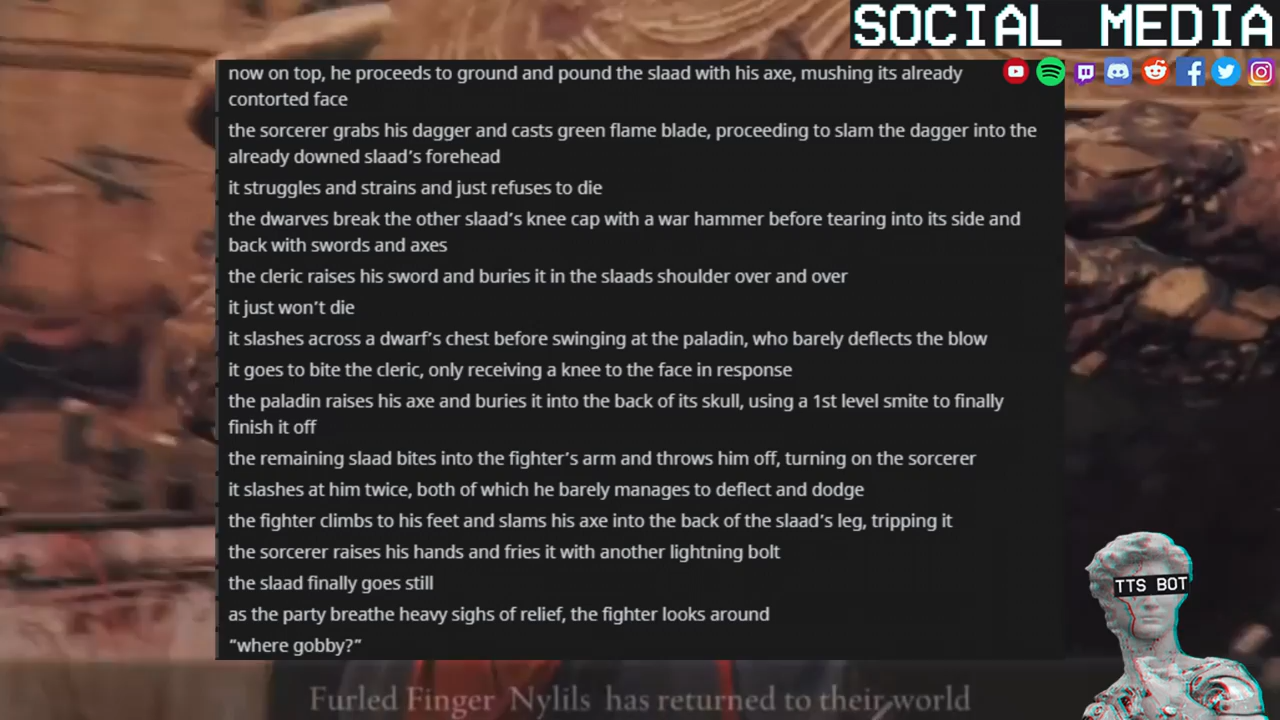 SOCIAL MEDIA
now on top, he proceeds to ground and pound the slaad with his axe, mushing its already
contorted face
the sorcerer grabs his dagger and casts green flame blade, proceeding to slam the dagger into the
already downed slaad's forehead
it struggles and strains and just refuses to die
the dwarves break the other slaad's knee cap with a war hammer before tearing into its side and
back with swords and axes
the cleric raises his sword and buries it in the slaads shoulder over and over
it just won't die
it slashes across a dwarf's chest before swinging at the paladin, who barely deflects the blow
it goes to bite the cleric, only receiving a knee to the face in response
the paladin raises his axe and buries it into the back of its skull, using a 1st level smite to finally
finish it off
the remaining slaad bites into the fighter's arm and throws him off, turning on the sorcerer
it slashes at him twice, both of which he barely manages to deflect and dodge
the fighter climbs to his feet and slams his axe into the back of the slaad's leg, tripping it
the sorcerer raises his hands and fries it with another lightning bolt
the slaad finally goes still
as the party breathe heavy sighs of relief, the fighter looks around
"where gobby?"
TTS BOT
Furled Finger Nylils has returned to their world